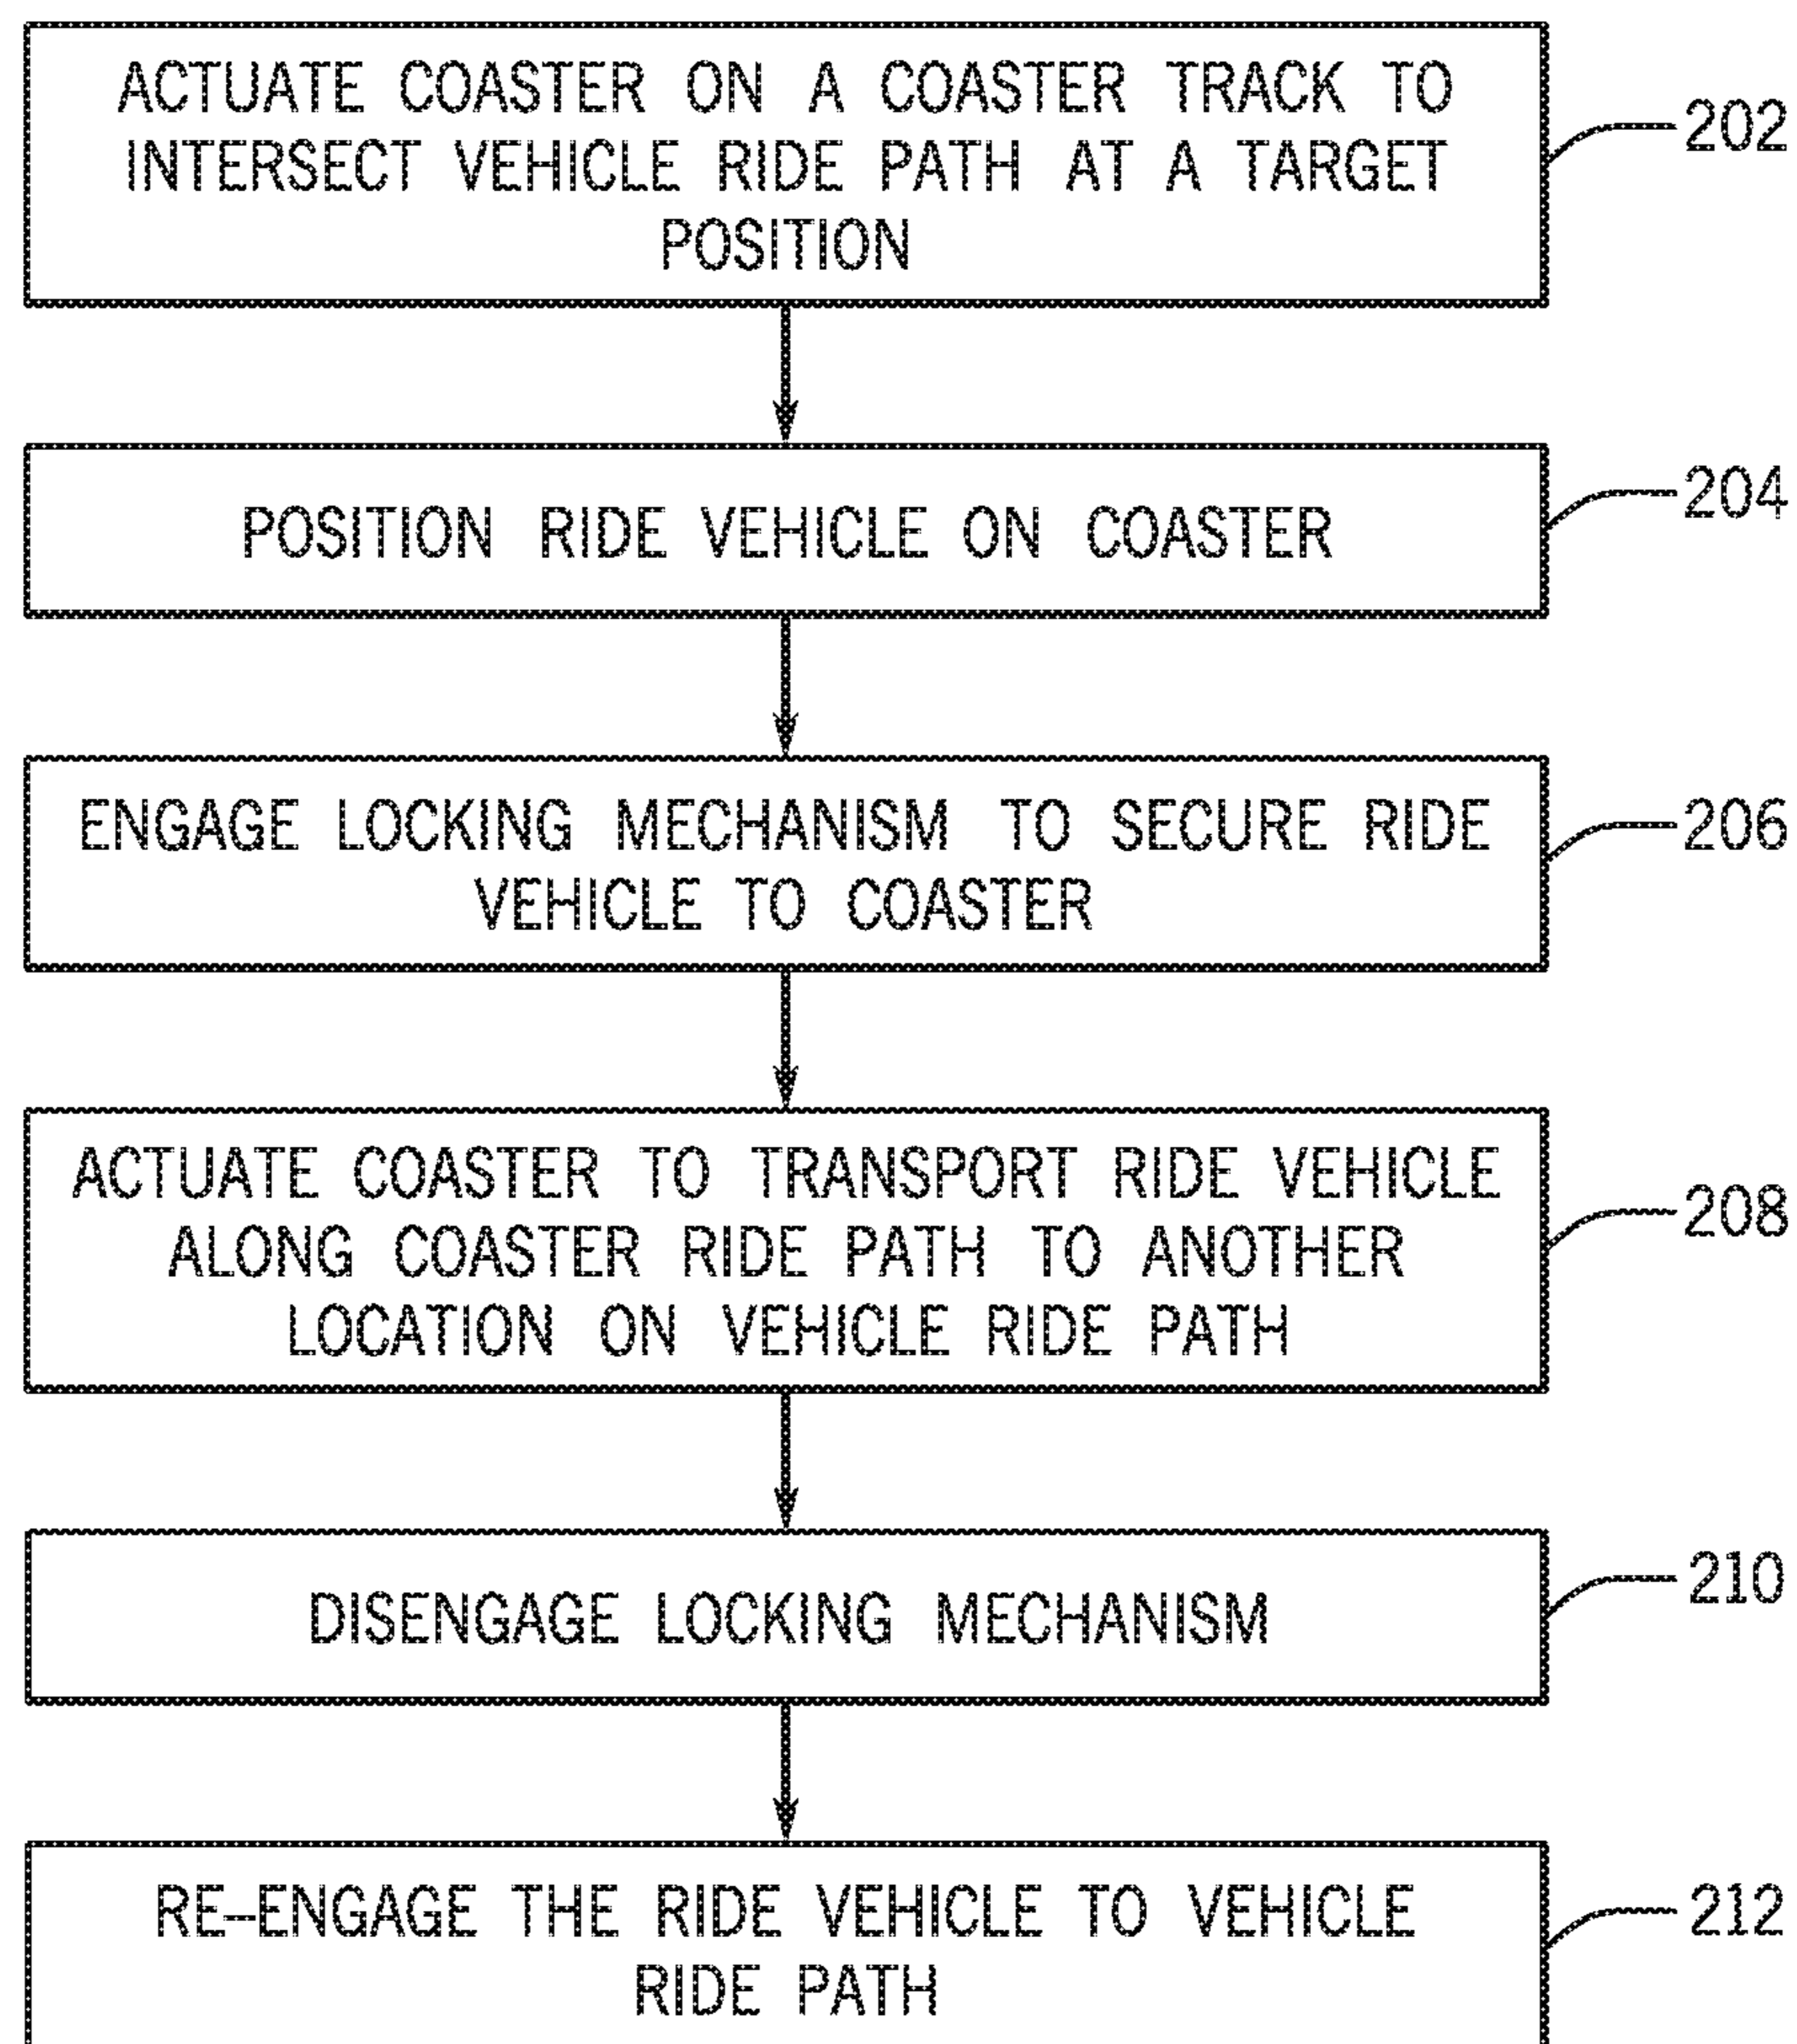 ACTUATE COASTER ON A COASTER TRACK TO
INTERSECT VEHICLE RIDE PATH AT A TARGET
POSITION
202
POSITION RIDE VEHICLE ON COASTER
204
ENGAGE LOCKING MECHANISM TO SECURE RIDE
VEHICLE TO COASTER
206
ACTUATE COASTER TO TRANSPORT RIDE VEHICLE
ALONG COASTER RIDE PATH TO ANOTHER
LOCATION ON VEHICLE RIDE PATH
208
DISENGAGE LOCKING MECHANISM
210
RE–ENGAGE THE RIDE VEHICLE TO VEHICLE
RIDE PATH
212